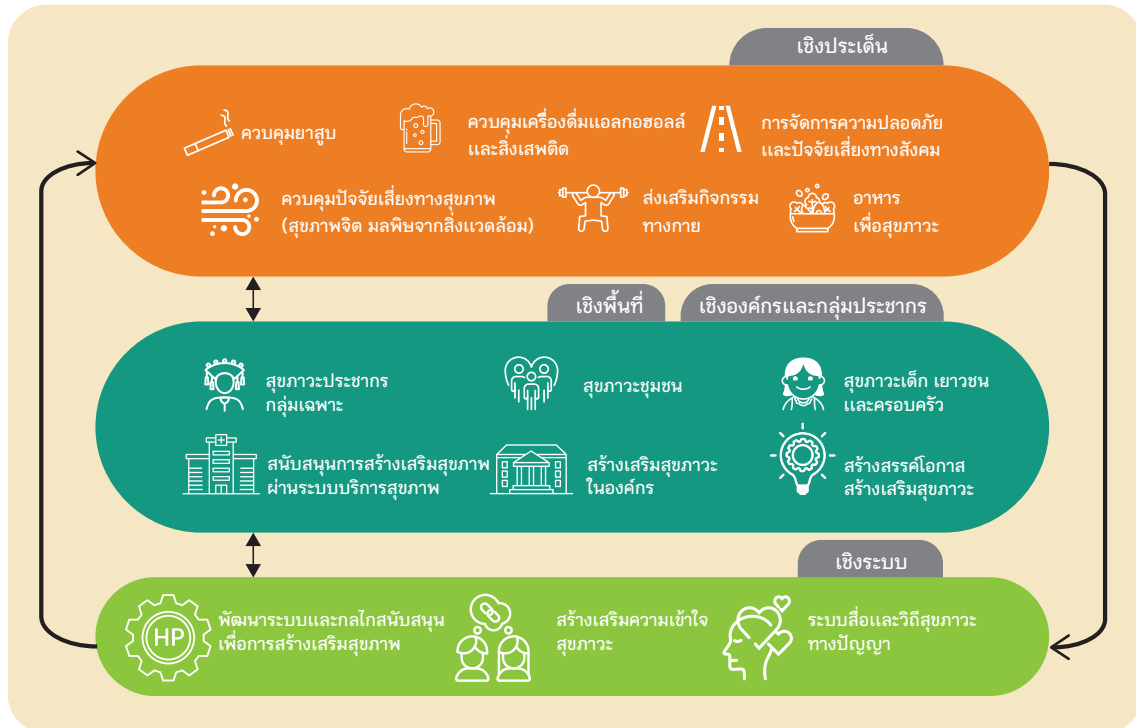 เชิงประเด็น
ควบคุมยาสูบ
ควบคุมเครื่องดื่มแอลกอฮอลล์
และสิ่งเสพติด
การจัดการความปลอดภัย
และปัจจัยเสี่ยงทางสังคม
ควบคุมปัจจัยเสี่ยงทางสุขภาพ
(สุขภาพจิต มลพิษจากสิ่งแวดล้อม)
ส่งเสริมกิจกรรม
ทางกาย
อาหาร
เพื่อสุขภาวะ
เชิงพื้นที่
เชิงองค์กรและกลุ่มประชากร
สุขภาวะประชากร
กลุ่มเฉพาะ
สุขภาวะชุมชน
สุขภาวะเด็ก เยาวชน
และครอบครัว
สนับสนุนการสร้างเสริมสุขภาพ
ผ่านระบบบริการสุขภาพ
สร้างเสริมสุขภาวะ
ในองค์กร
สร้างสรรค์โอกาส
สร้างเสริมสุขภาวะ
เชิงระบบ
HP
พัฒนาระบบและกลไกสนับสนุน
เพื่อการสร้างเสริมสุขภาพ
สร้างเสริมความเข้าใจ
สุขภาวะ
ระบบสื่อและวิถีสุขภาวะ
ทางปัญญา